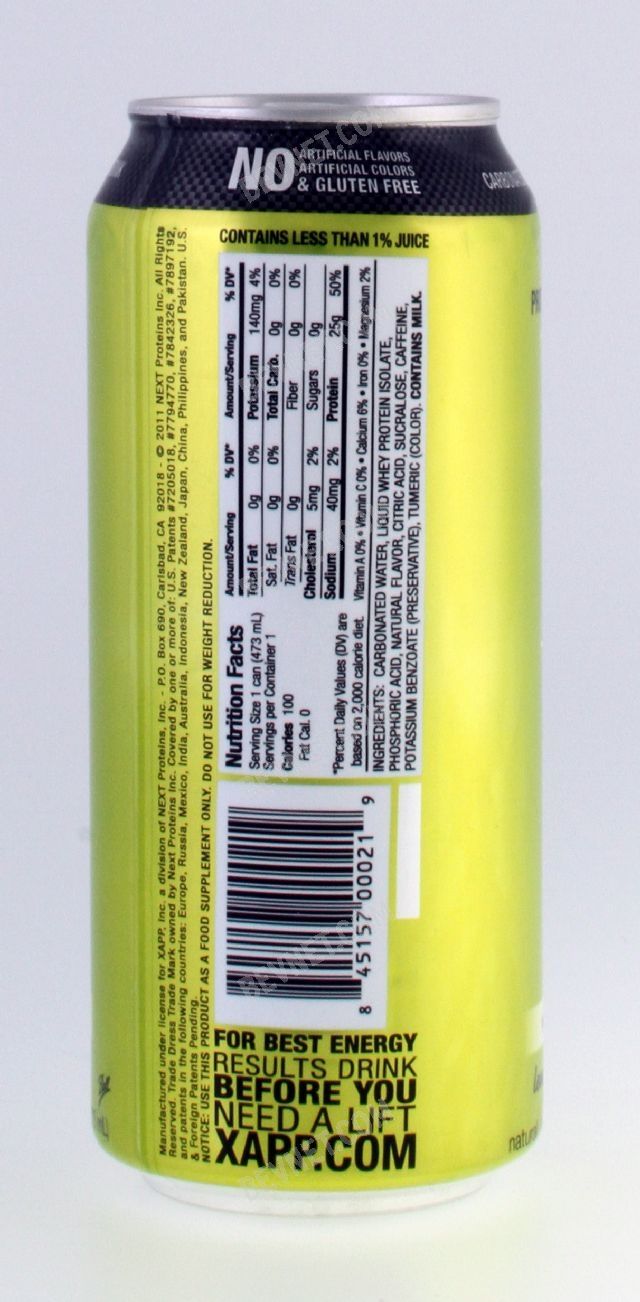 NO ARTIFICIAL FLAVORS
ARTIFICIAL COLORS
& GLUTEN FREE
CONTAINS LESS THAN 1% JUICE
Manufactured under license for XAPP, Inc. a division of NEXT Proteins, Inc. - P.O. Box 690, Carlsbad, CA 92018 - © 2011 NEXT Proteins Inc. All Rights
Reserved. Trade Dress Trade Mark owned by Next Proteins Inc. Covered by one or more of: U.S. Patents #7205018, #7794770, #7842326, #7897192,
and patents in the following countries: Europe, Russia, Mexico, India, Australia, Indonesia, New Zealand, Japan, China, Philippines, and Pakistan. U.S.
& Foreign Patents Pending.
NOTICE: USE THIS PRODUCT AS A FOOD SUPPLEMENT ONLY. DO NOT USE FOR WEIGHT REDUCTION.
Nutrition Facts
Serving Size 1 can (473 mL)
Servings per Container 1
Calories 100
Fat Cal. 0
*Percent Daily Values (DV) are
based on 2,000 calorie diet.
Amount/Serving % DV* Amount/Serving % DV*
Total Fat 0g 0% Potassium 140mg 4%
Sat. Fat 0g 0% Total Carb. 0g 0%
Trans Fat 0g Fiber 0g 0%
Cholesterol 5mg 2% Sugars 0g
Sodium 40mg 2% Protein 25g 50%
Vitamin A 0% • Vitamin C 0% • Calcium 6% • Iron 0% • Magnesium 2%
INGREDIENTS: CARBONATED WATER, LIQUID WHEY PROTEIN ISOLATE,
PHOSPHORIC ACID, NATURAL FLAVOR, CITRIC ACID, SUCRALOSE, CAFFEINE,
POTASSIUM BENZOATE (PRESERVATIVE), TUMERIC (COLOR). CONTAINS MILK.
8 45157 00021 9
FOR BEST ENERGY
RESULTS DRINK
BEFORE YOU
NEED A LIFT
XAPP.COM
BEVNET.COM